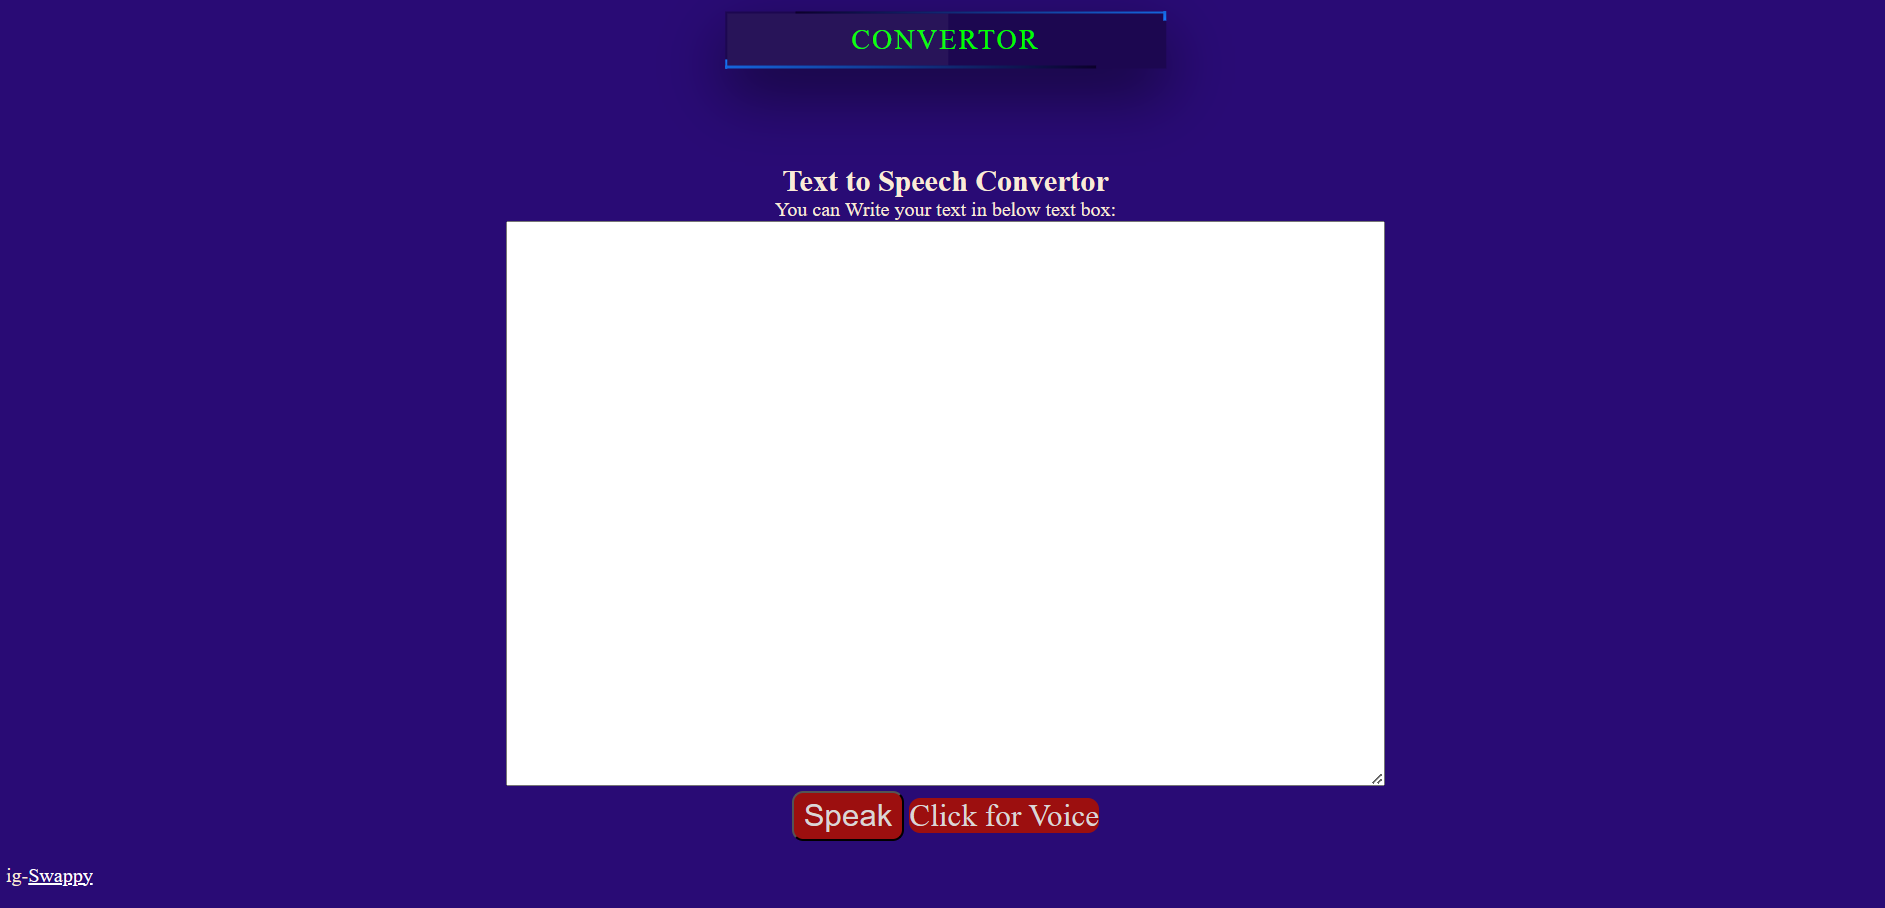 CONVERTOR
Text to Speech Convertor
You can Write your text in below text box:
Speak Click for Voice
ig-Swappy